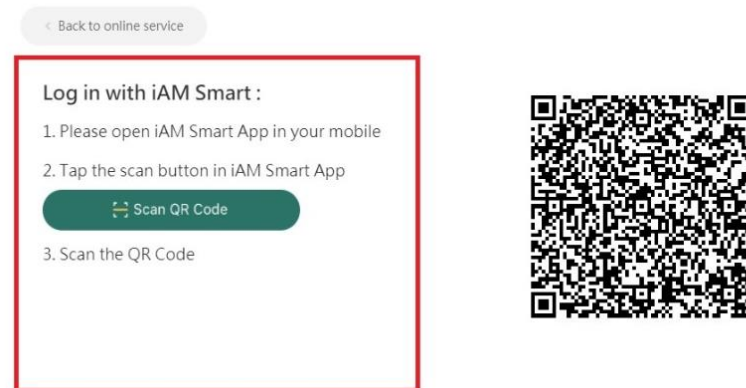 Back to online service
Log in with iAM Smart :
1. Please open iAM Smart App in your mobile
2. Tap the scan button in iAM Smart App
Scan QR Code
3. Scan the QR Code